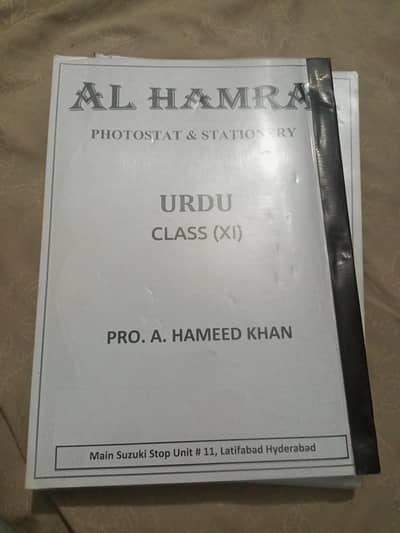 AL HAMRA
PHOTOSTAT & STATIONERY
URDU
CLASS (XI)
PRO. A. HAMEED KHAN
Main Suzuki Stop Unit # 11, Latifabad Hyderabad